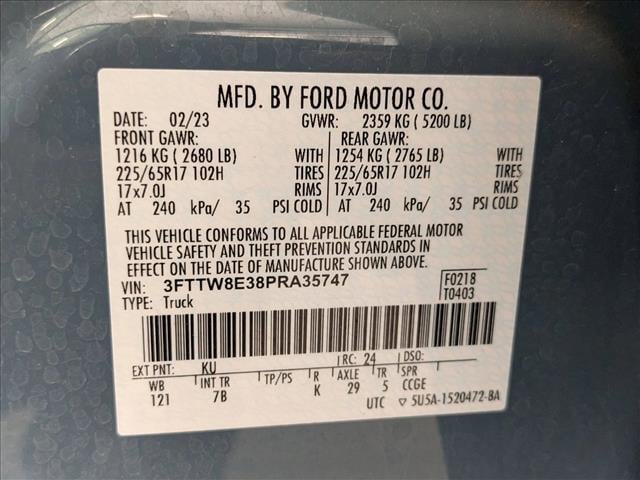 MFD. BY FORD MOTOR CO.
DATE: 02/23 GVWR: 2359 KG (5200 LB)
FRONT GAWR: REAR GAWR:
1216 KG (2680 LB) WITH 1254 KG (2765 LB) WITH
225/65R17 102H TIRES 225/65R17 102H TIRES
17x7.0J RIMS 17x7.0J RIMS
AT 240 kPa/ 35 PSI COLD AT 240 kPa/ 35 PSI COLD
THIS VEHICLE CONFORMS TO ALL APPLICABLE FEDERAL MOTOR
VEHICLE SAFETY AND THEFT PREVENTION STANDARDS IN
EFFECT ON THE DATE OF MANUFACTURE SHOWN ABOVE.
VIN: 3FTTW8E38PRA35747 F0218
TYPE: Truck T0403
EXT PNT: KU RC: 24 DSO:
WB INT TR TP/PS R AXLE TR SPR
121 7B K 29 5 CCGE
UTC ▽ 5U5A-1520472-BA